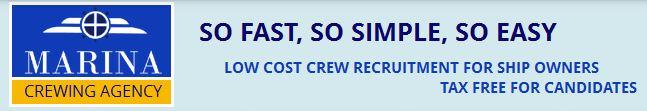 MARINA
CREWING AGENCY
SO FAST, SO SIMPLE, SO EASY
LOW COST CREW RECRUITMENT FOR SHIP OWNERS
TAX FREE FOR CANDIDATES